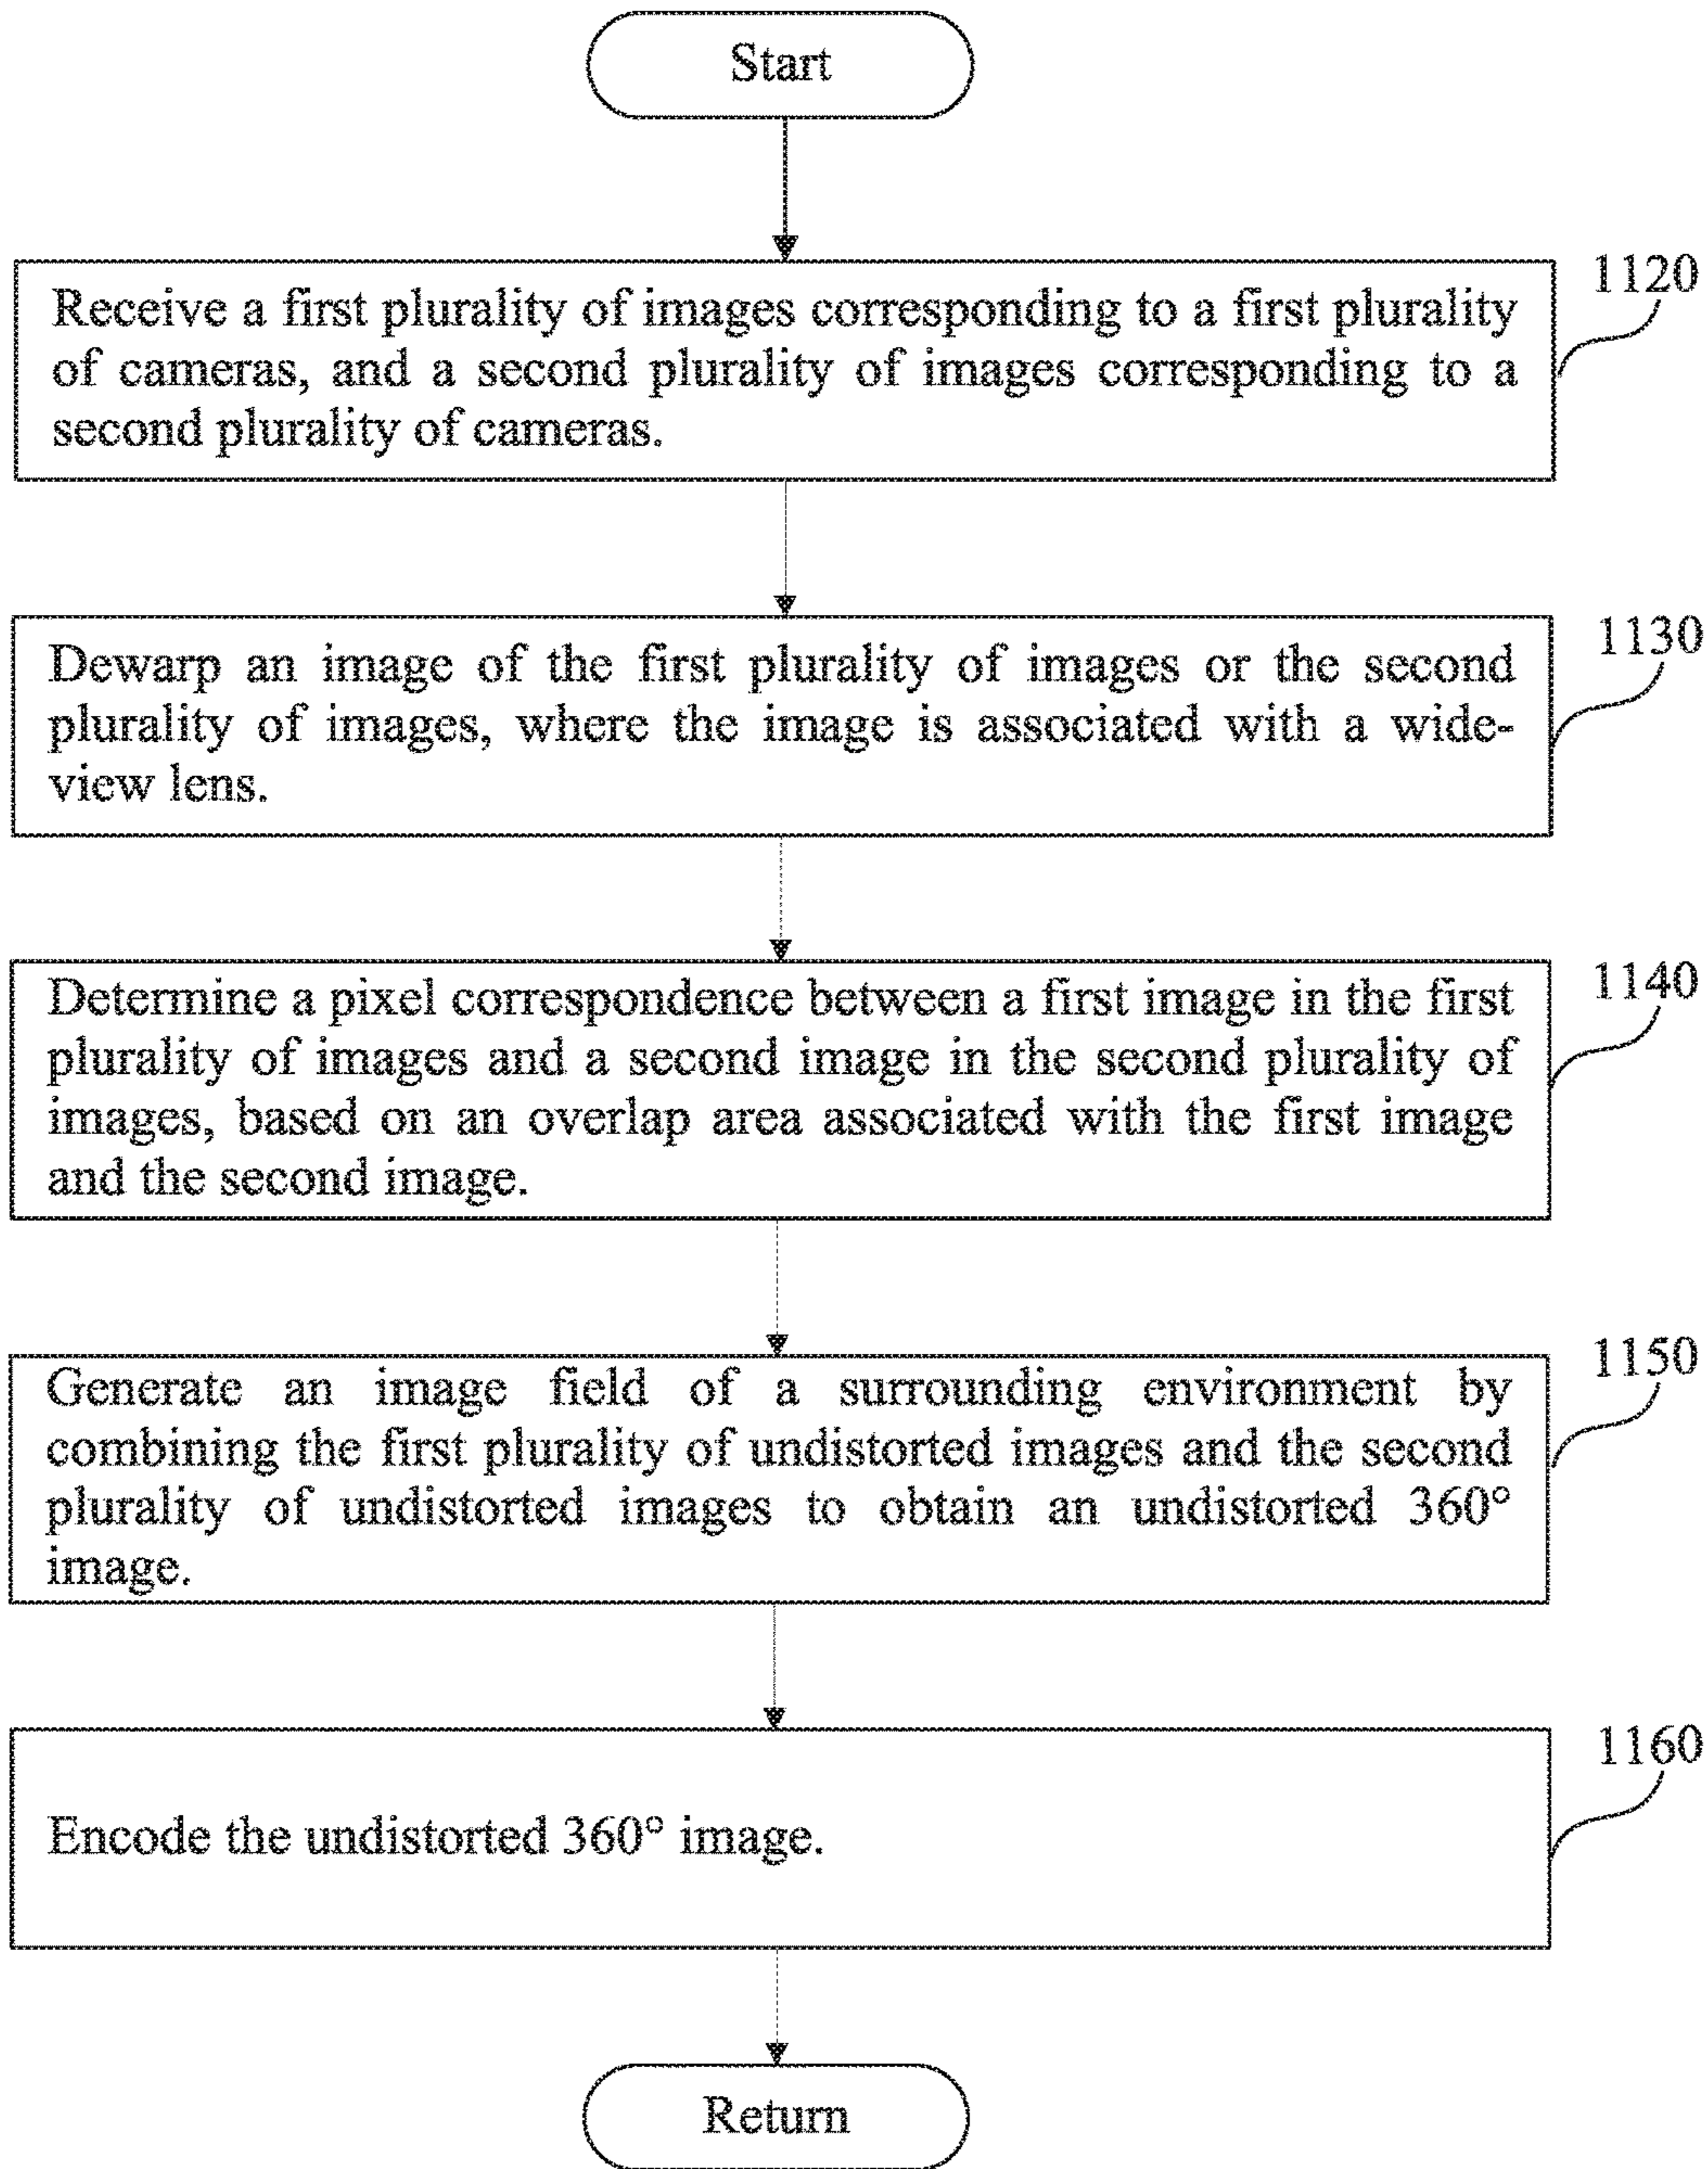 Start
1120
Receive a first plurality of images corresponding to a first plurality
of cameras, and a second plurality of images corresponding to a
second plurality of cameras.
1130
Dewarp an image of the first plurality of images or the second
plurality of images, where the image is associated with a wide-
view lens.
1140
Determine a pixel correspondence between a first image in the first
plurality of images and a second image in the second plurality of
images, based on an overlap area associated with the first image
and the second image.
1150
Generate an image field of a surrounding environment by
combining the first plurality of undistorted images and the second
plurality of undistorted images to obtain an undistorted 360°
image.
1160
Encode the undistorted 360° image.
Return